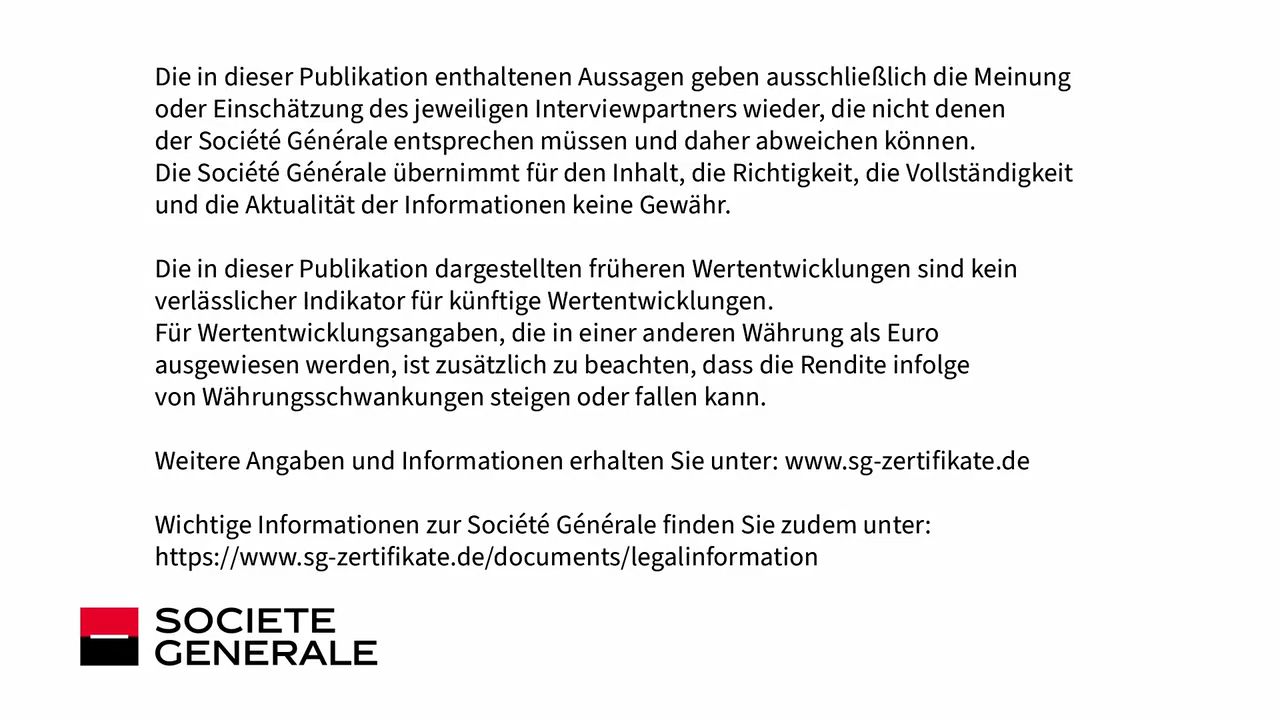 Die in dieser Publikation enthaltenen Aussagen geben ausschließlich die Meinung
oder Einschätzung des jeweiligen Interviewpartners wieder, die nicht denen
der Société Générale entsprechen müssen und daher abweichen können.
Die Société Générale übernimmt für den Inhalt, die Richtigkeit, die Vollständigkeit
und die Aktualität der Informationen keine Gewähr.
Die in dieser Publikation dargestellten früheren Wertentwicklungen sind kein
verlässlicher Indikator für künftige Wertentwicklungen.
Für Wertentwicklungsangaben, die in einer anderen Währung als Euro
ausgewiesen werden, ist zusätzlich zu beachten, dass die Rendite infolge
von Währungsschwankungen steigen oder fallen kann.
Weitere Angaben und Informationen erhalten Sie unter: www.sg-zertifikate.de
Wichtige Informationen zur Société Générale finden Sie zudem unter:
https://www.sg-zertifikate.de/documents/legalinformation
SOCIETE
GENERALE